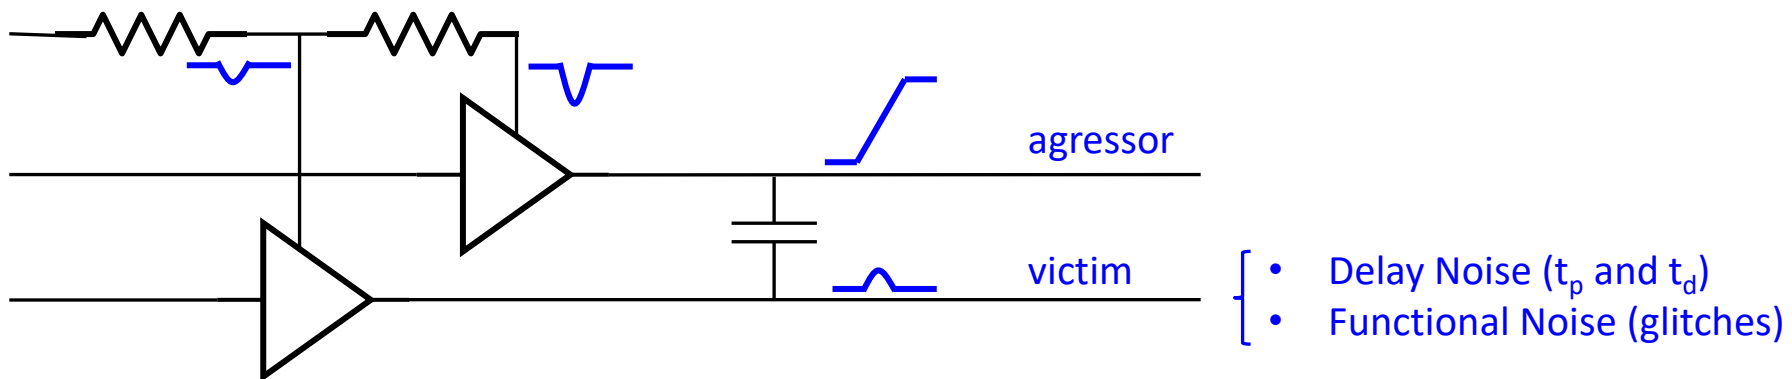 agressor
victim
• Delay Noise (tp and td)
• Functional Noise (glitches)